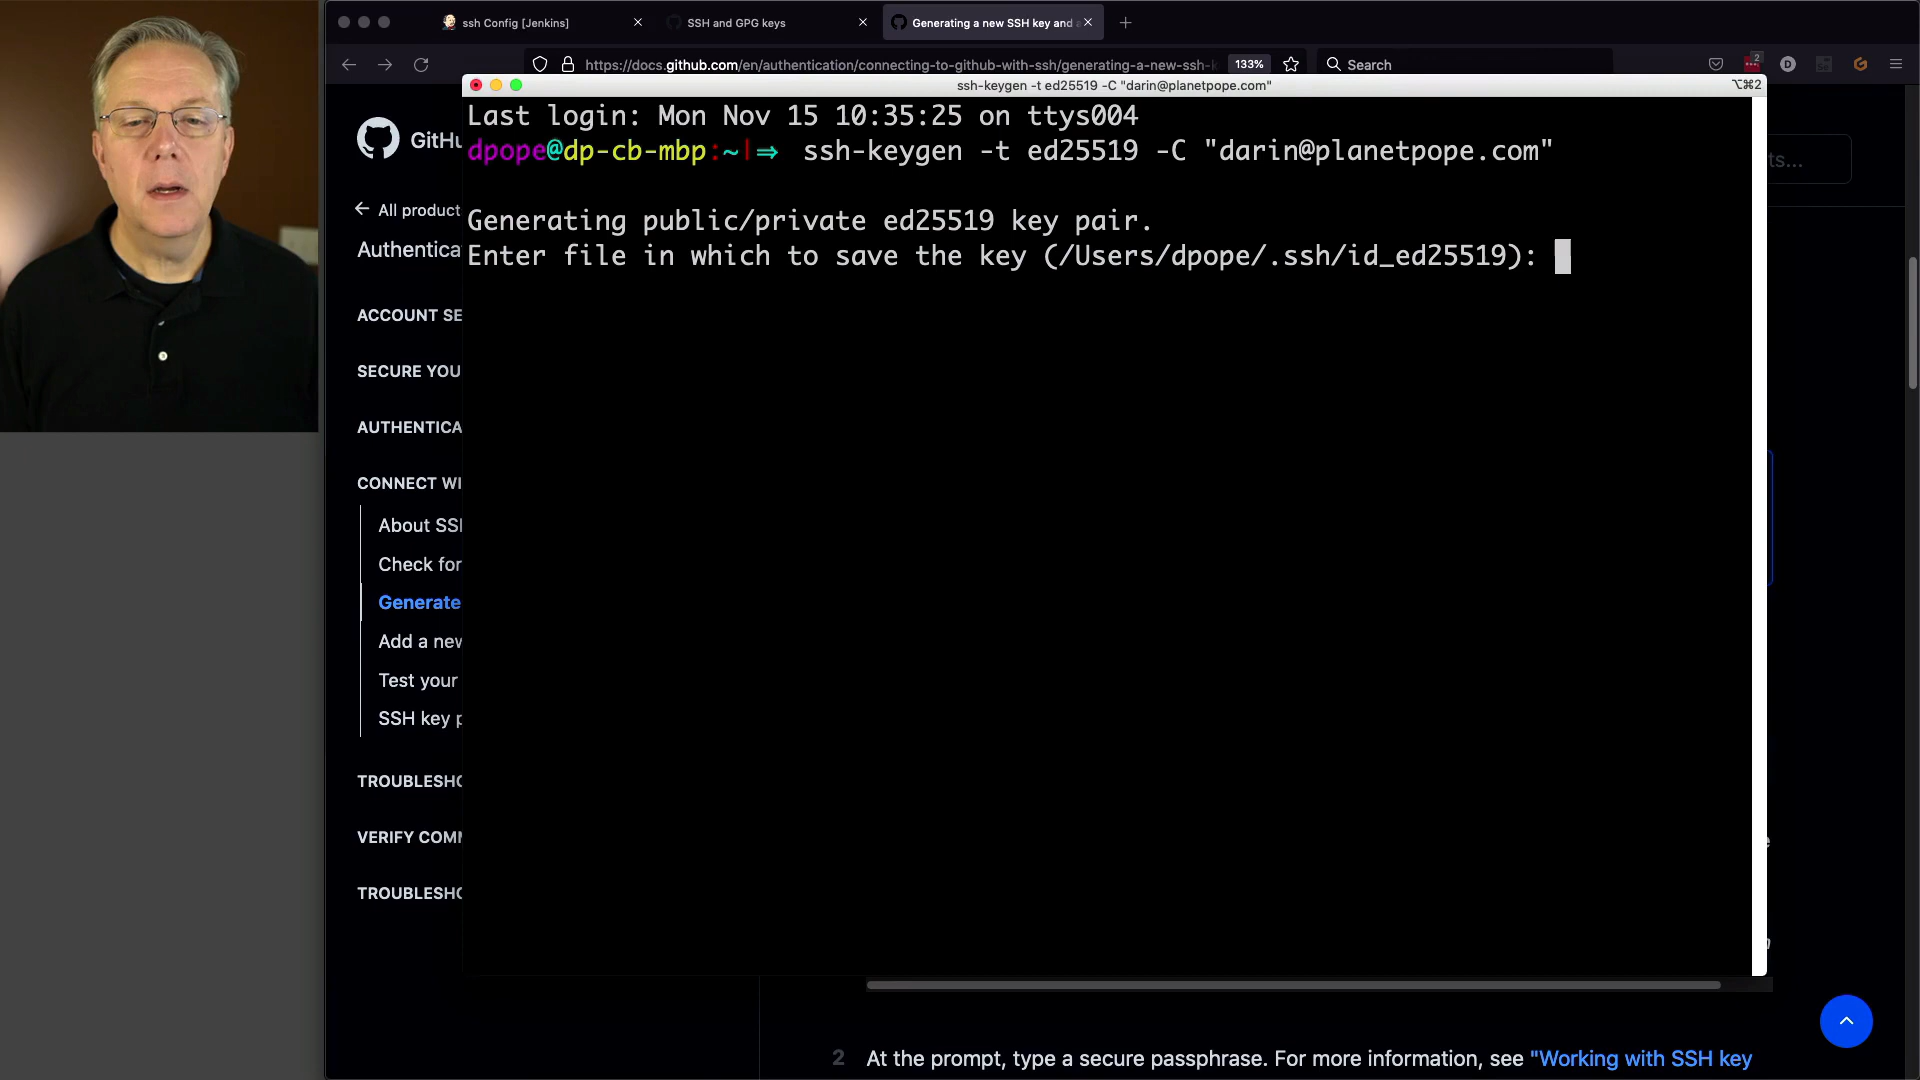 ssh Config [Jenkins]
SSH and GPG keys
Generating a new SSH key and
https://docs.github.com/en/authentication/connecting-to-github-with-ssh/generating-a-new-ssh-k
133%
Search
2
D
ssh-keygen -t ed25519 -C "darin@planetpope.com"
⌥⌘2
Last login: Mon Nov 15 10:35:25 on ttys004
dpope@dp-cb-mbp:~|⇒ ssh-keygen -t ed25519 -C "darin@planetpope.com"
Generating public/private ed25519 key pair.
Enter file in which to save the key (/Users/dpope/.ssh/id_ed25519):
GitHu
ts...
← All product
Authentica
ACCOUNT SE
SECURE YOU
AUTHENTICA
CONNECT WI
About SSH
Check for
Generate
Add a new
Test your
SSH key p
TROUBLESHO
VERIFY COMM
TROUBLESHO
2 At the prompt, type a secure passphrase. For more information, see "Working with SSH key